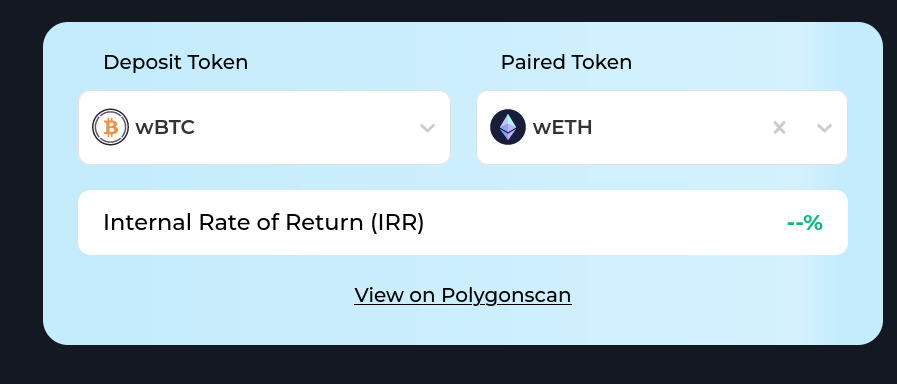 Deposit Token Paired Token
wBTC wETH
Internal Rate of Return (IRR) --%
View on Polygonscan